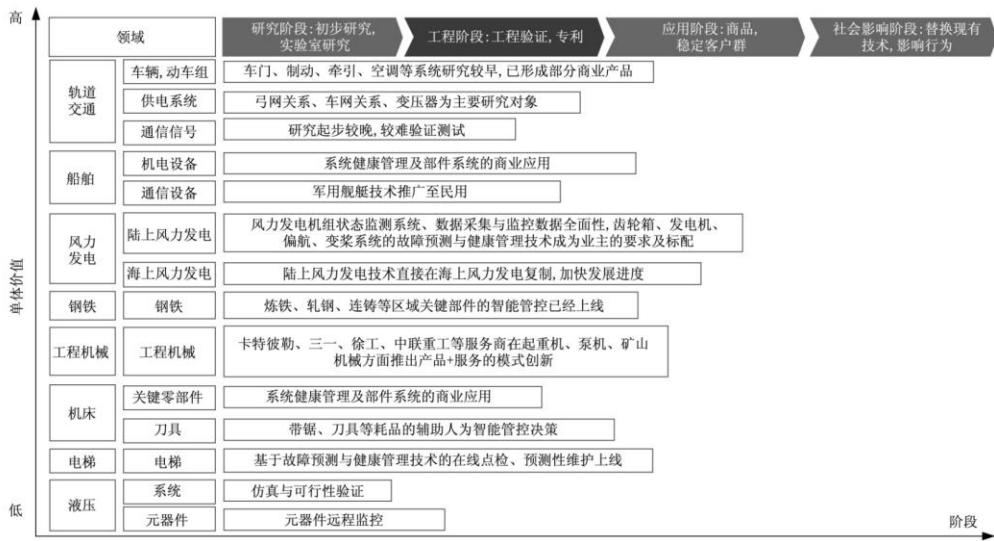 高
领域
研究阶段:初步研究,
实验室研究
工程阶段:工程验证,专利
应用阶段:商品,
稳定客户群
社会影响阶段:替换现有
技术,影响行为
轨道
交通
车辆,动车组
车门、制动、牵引、空调等系统研究较早,已形成部分商业产品
供电系统
弓网关系、车网关系、变压器为主要研究对象
通信信号
研究起步较晚,较难验证测试
船舶
机电设备
系统健康管理及部件系统的商业应用
通信设备
军用舰艇技术推广至民用
风力
发电
陆上风力发电
风力发电机组状态监测系统、数据采集与监控数据全面性,齿轮箱、发电机、
偏航、变桨系统的故障预测与健康管理技术成为业主的要求及标配
海上风力发电
陆上风力发电技术直接在海上风力发电复制,加快发展进度
钢铁
钢铁
炼铁、轧钢、连铸等区域关键部件的智能管控已经上线
工程机械
工程机械
卡特彼勒、三一、徐工、中联重工等服务商在起重机、泵机、矿山
机械方面推出产品+服务的模式创新
机床
关键零部件
系统健康管理及部件系统的商业应用
刀具
带锯、刀具等耗品的辅助人为智能管控决策
电梯
电梯
基于故障预测与健康管理技术的在线点检、预测性维护上线
液压
系统
仿真与可行性验证
元器件
元器件远程监控
单体价值
低
阶段